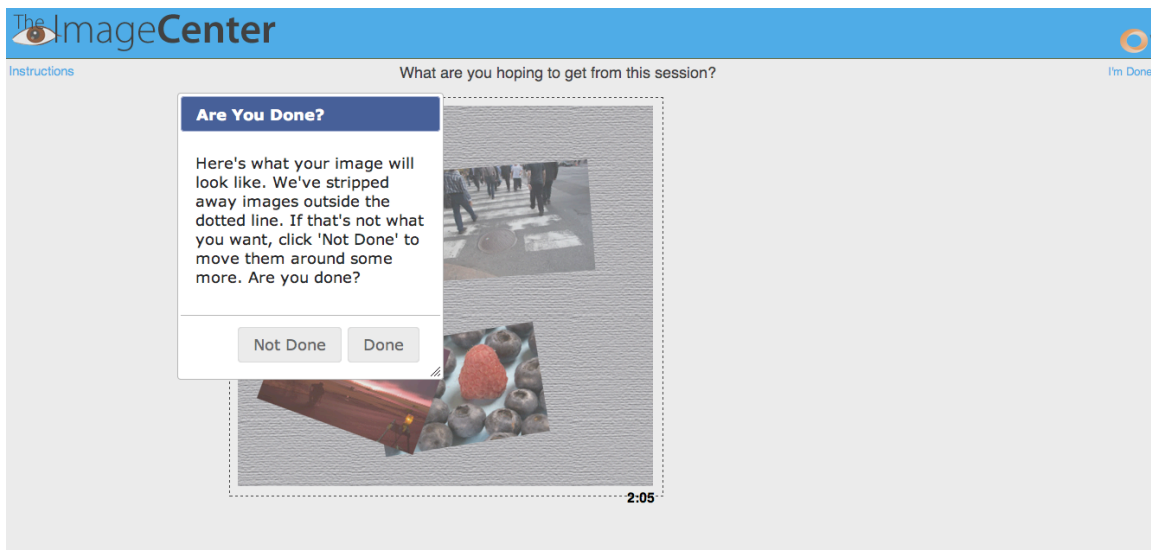 The ImageCenter
Instructions
What are you hoping to get from this session?
I'm Done
Are You Done?
Here's what your image will
look like. We've stripped
away images outside the
dotted line. If that's not what
you want, click 'Not Done' to
move them around some
more. Are you done?
Not Done
Done
2:05